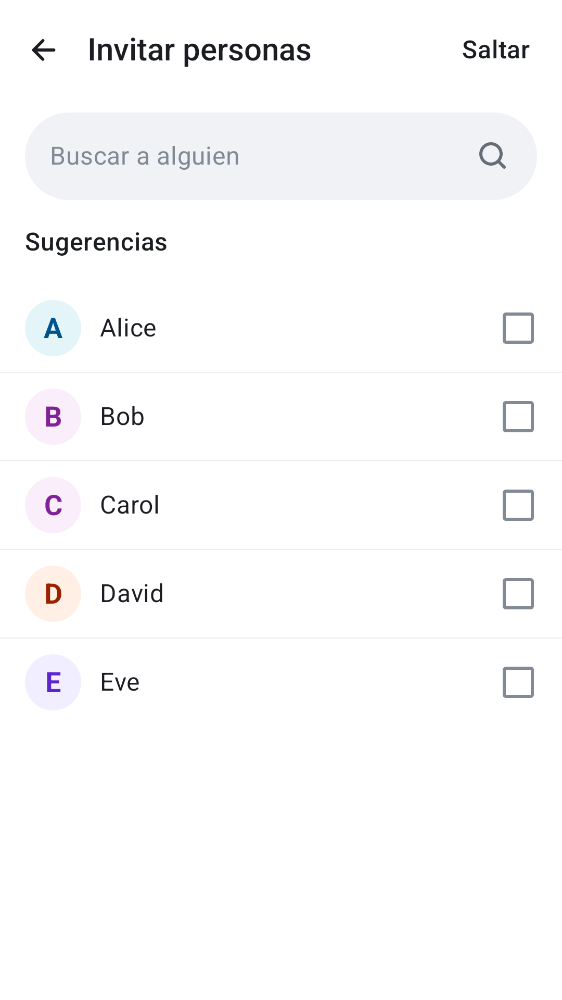 Invitar personas
Saltar
Buscar a alguien
Sugerencias
A Alice
B Bob
C Carol
D David
E Eve